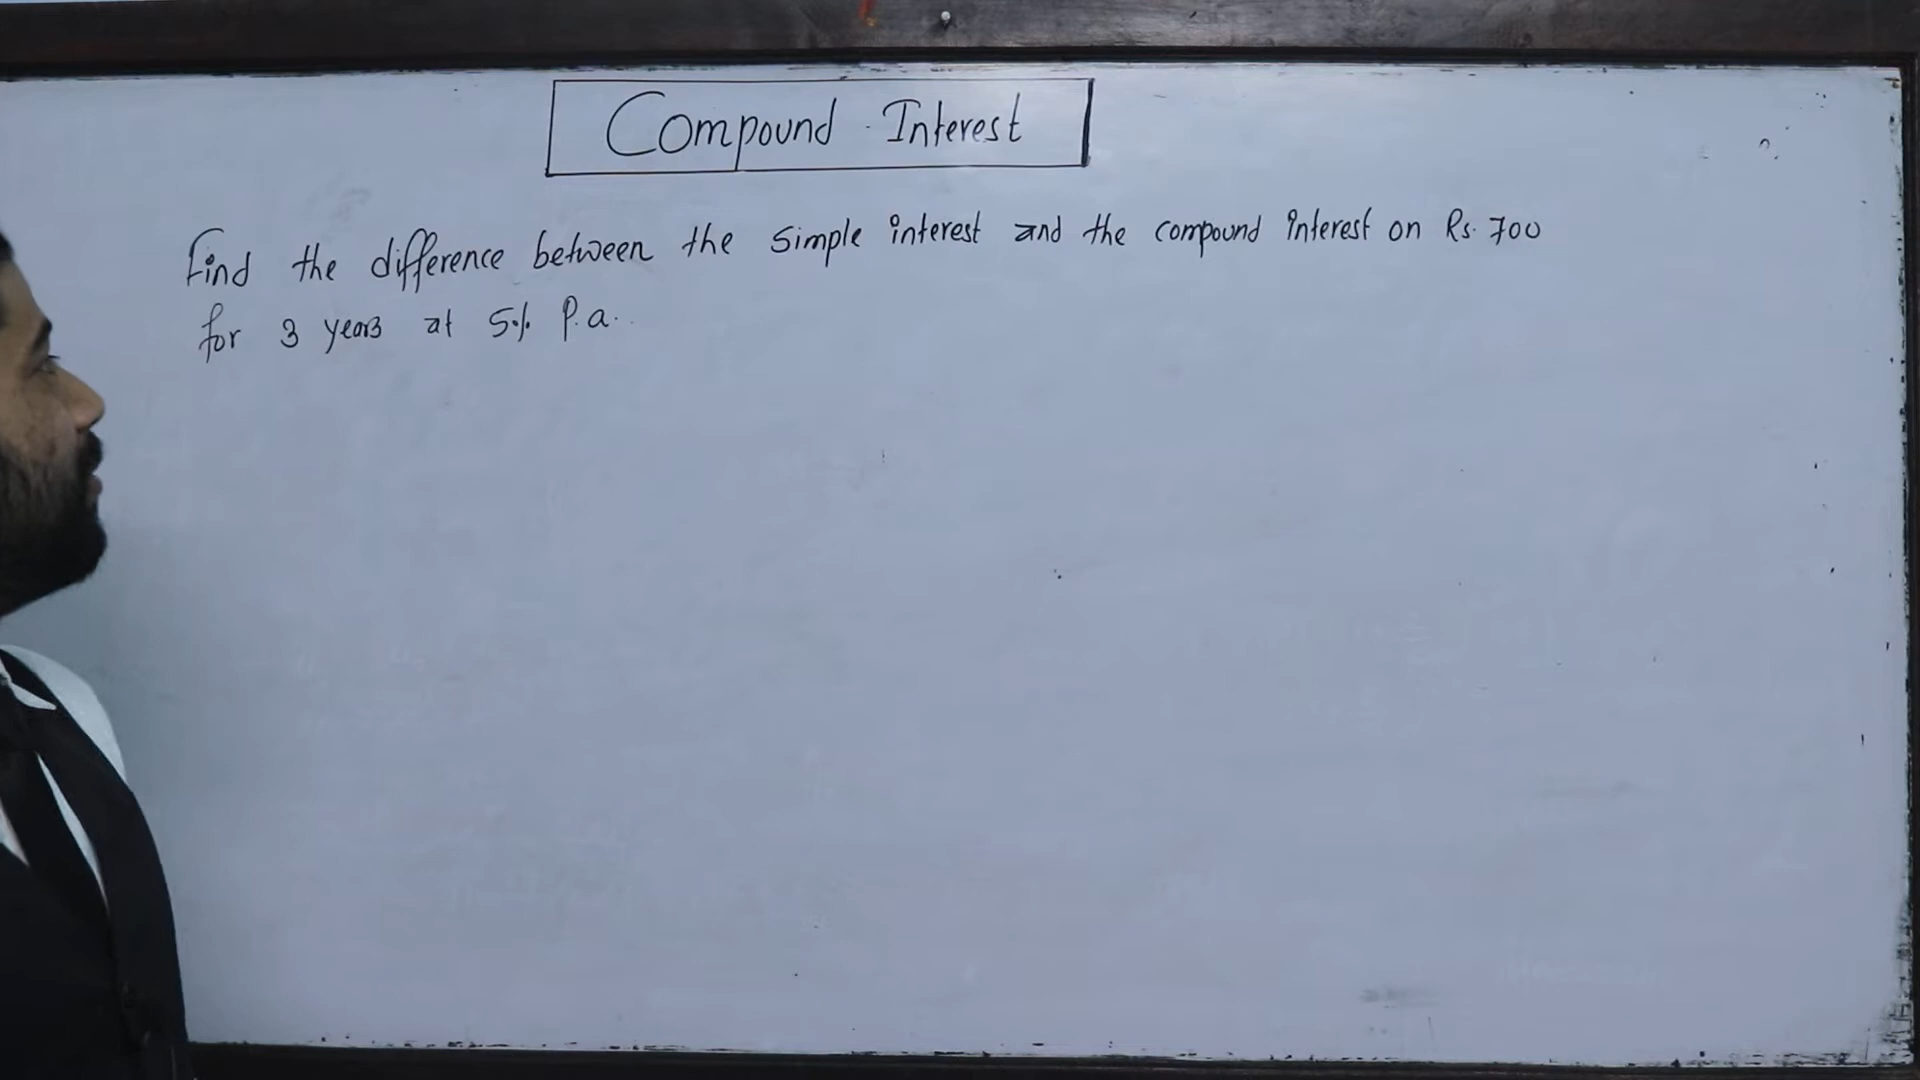 Compound Interest
Find the difference between the simple interest and the compound interest on Rs. 700
for 3 years at 5% P.a.